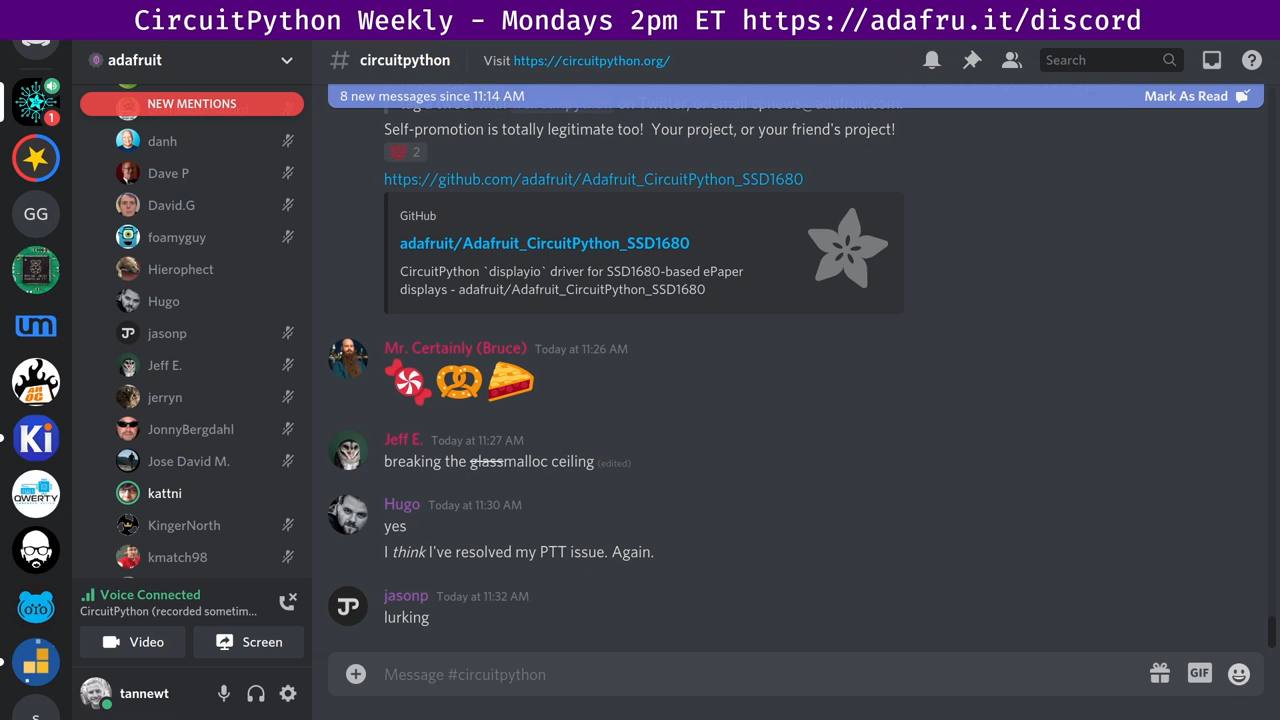 CircuitPython Weekly - Mondays 2pm ET https://adafru.it/discord
adafruit
circuitpython
Visit https://circuitpython.org/
Search
1
GG
Ki
QWERTY
S
NEW MENTIONS
danh
Dave P
David.G
foamyguy
Hierophect
Hugo
jasonp
Jeff E.
jerryn
JonnyBergdahl
Jose David M.
kattni
KingerNorth
kmatch98
Voice Connected
CircuitPython (recorded sometim...
Video
Screen
tannewt
8 new messages since 11:14 AM
Mark As Read
Self-promotion is totally legitimate too! Your project, or your friend's project!
2
https://github.com/adafruit/Adafruit_CircuitPython_SSD1680
GitHub
adafruit/Adafruit_CircuitPython_SSD1680
CircuitPython `displayio` driver for SSD1680-based ePaper
displays - adafruit/Adafruit_CircuitPython_SSD1680
Mr. Certainly (Bruce) Today at 11:26 AM
Jeff E. Today at 11:27 AM
breaking the glassmalloc ceiling (edited)
Hugo Today at 11:30 AM
yes
I think I've resolved my PTT issue. Again.
JP
jasonp Today at 11:32 AM
lurking
Message #circuitpython
GIF